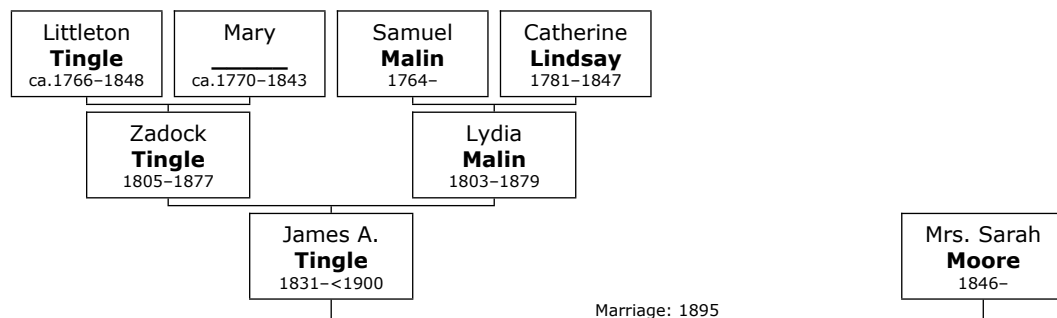 Littleton
Tingle
ca.1766–1848
Mary
______
ca.1770–1843
Samuel
Malin
1764–
Catherine
Lindsay
1781–1847
Zadock
Tingle
1805–1877
Lydia
Malin
1803–1879
James A.
Tingle
1831–<1900
Mrs. Sarah
Moore
1846–
Marriage: 1895